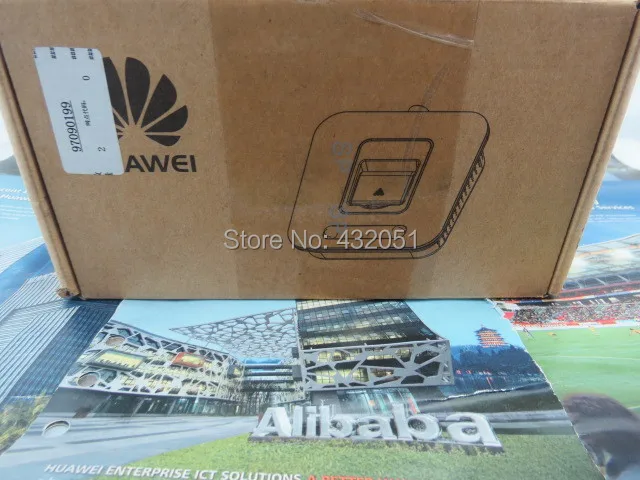 97090199
2
0
HUAWEI
Store No: 432051
Alibaba
HUAWEI ENTERPRISE ICT SOLUTIONS